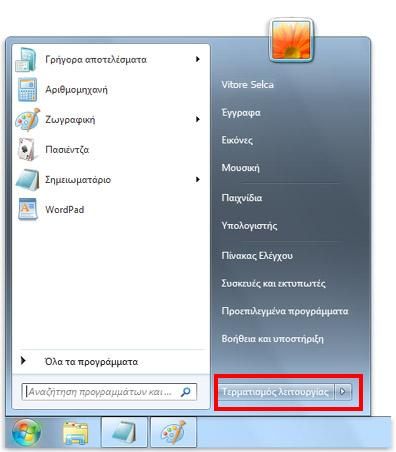 Γρήγορα αποτελέσματα
Αριθμομηχανή
Ζωγραφική
Πασιέντζα
Σημειωματάριο
WordPad
Όλα τα προγράμματα
Αναζήτηση προγραμμάτων και ...
Vitore Selca
Έγγραφα
Εικόνες
Μουσική
Παιχνίδια
Υπολογιστής
Πίνακας Ελέγχου
Συσκευές και εκτυπωτές
Προεπιλεγμένα προγράμματα
Βοήθεια και υποστήριξη
Τερματισμός λειτουργίας